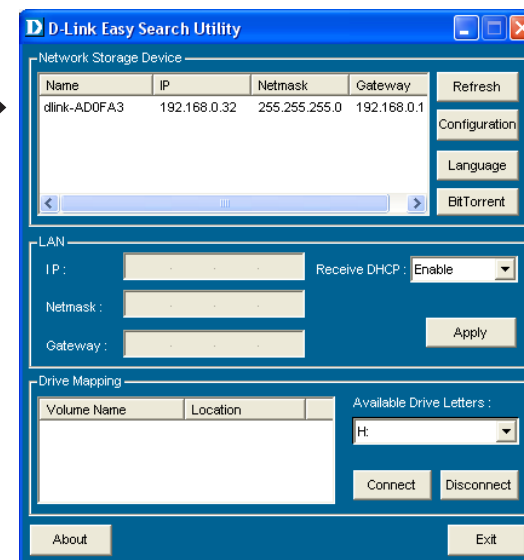 D D-Link Easy Search Utility
Network Storage Device
Name IP Netmask Gateway
dlink-AD0FA3 192.168.0.32 255.255.255.0 192.168.0.1
Refresh
Configuration
Language
BitTorrent
LAN
IP :
Receive DHCP : Enable
Netmask :
Gateway :
Apply
Drive Mapping
Volume Name Location
Available Drive Letters :
H:
Connect Disconnect
About Exit